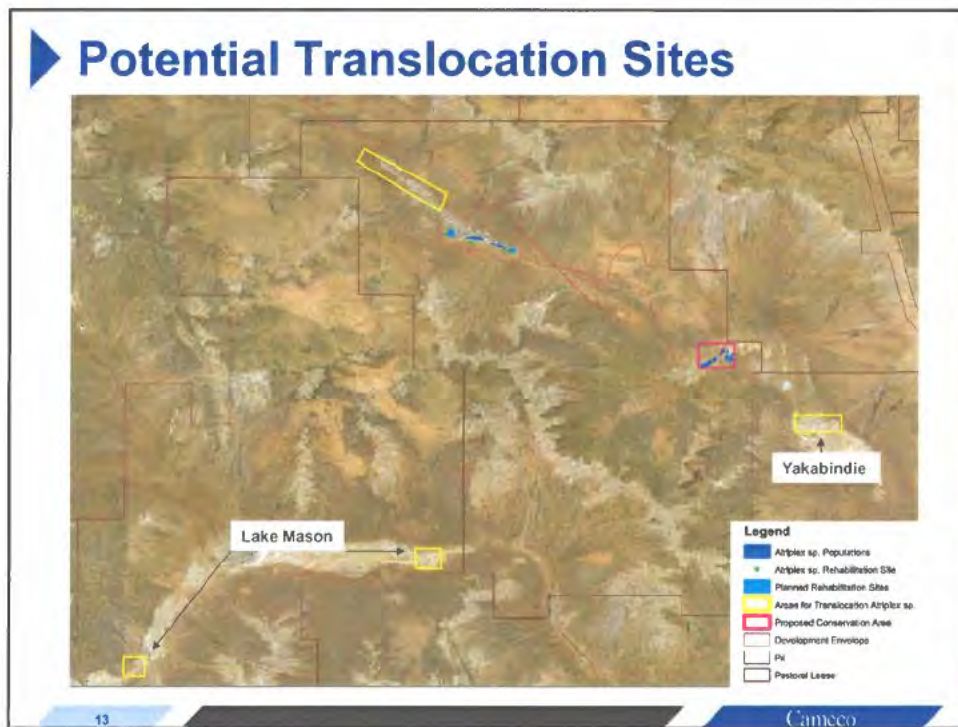 Potential Translocation Sites
Yakabindie
Lake Mason
Legend
Atriplex sp. Populations
Atriplex sp. Rehabilitation Site
Planned Rehabilitation Sites
Areas for Translocation Atriplex sp.
Proposed Conservation Area
Development Envelope
Pit
Pastoral Lease
13
Cameco